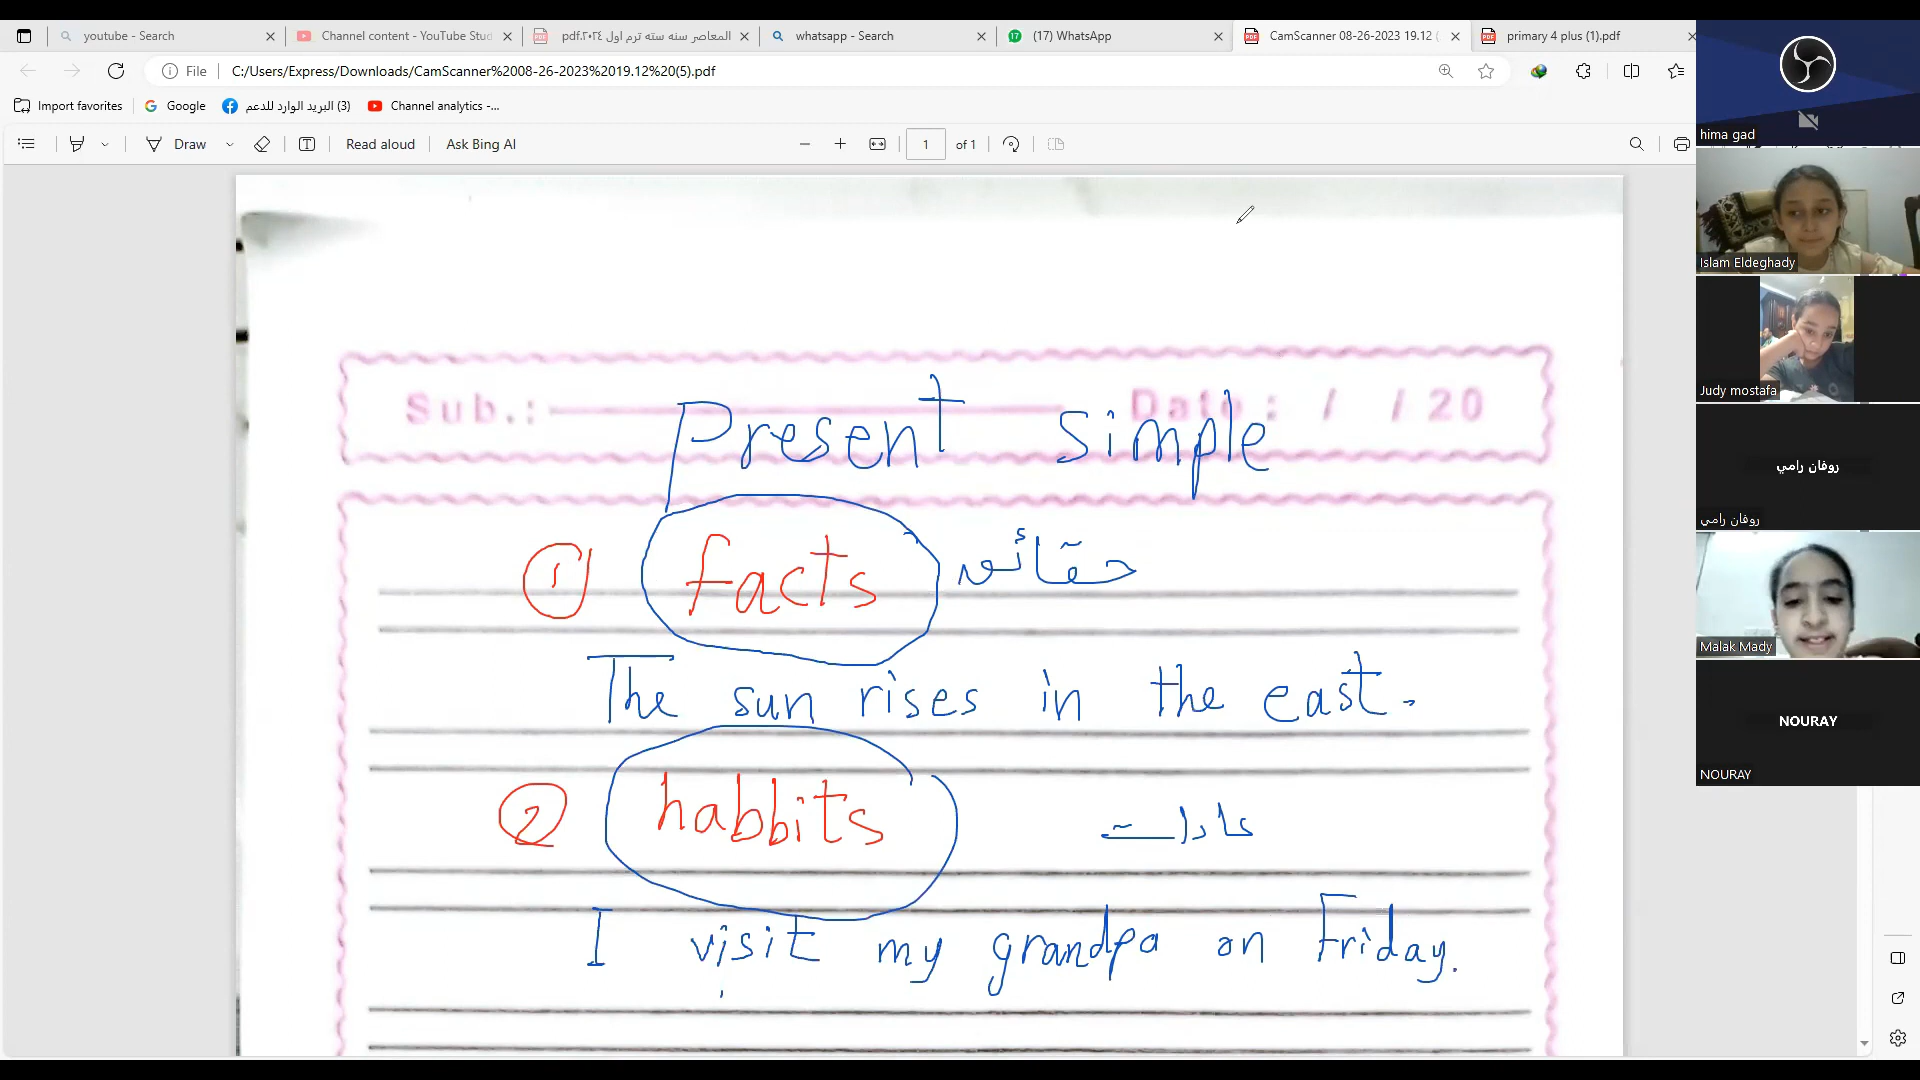 youtube - Search
Channel content - YouTube Stud
المعاصر سنه سته ترم اول ٢٠٢٤.pdf
whatsapp - Search
(17) WhatsApp
CamScanner 08-26-2023 19.12 (
primary 4 plus (1).pdf
File
C:/Users/Express/Downloads/CamScanner%2008-26-2023%2019.12%20(5).pdf
Import favorites
Google
(3) البريد الوارد للدعم
Channel analytics -...
Draw
Read aloud
Ask Bing AI
1
of 1
Sub.:
Date : / / 20
Present simple
1 facts حقائق
The sun rises in the east.
2 habbits عادات
I visit my grandpa on Friday.
hima gad
Islam Eldeghady
Judy mostafa
روفان رامي
روفان رامي
Malak Mady
NOURAY
NOURAY